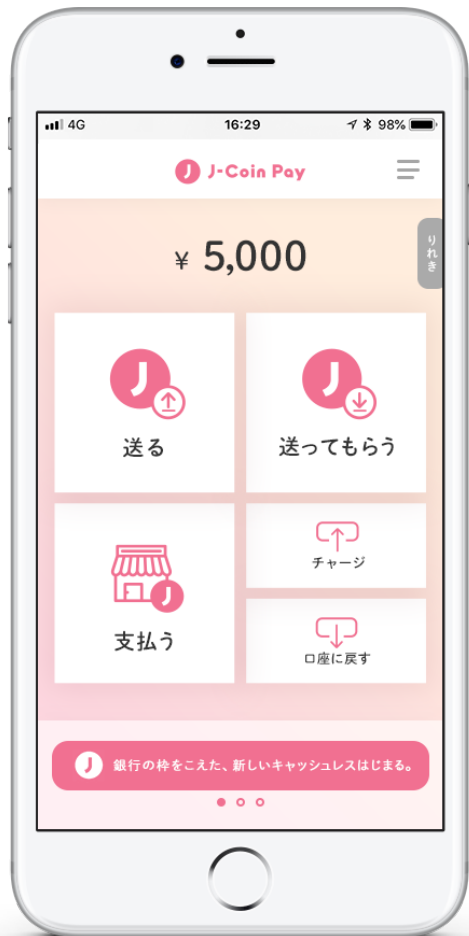 4G 16:29 98%
J-Coin Pay
¥ 5,000
りれき
送る
送ってもらう
支払う
チャージ
口座に戻す
銀行の枠をこえた、新しいキャッシュレスはじまる。